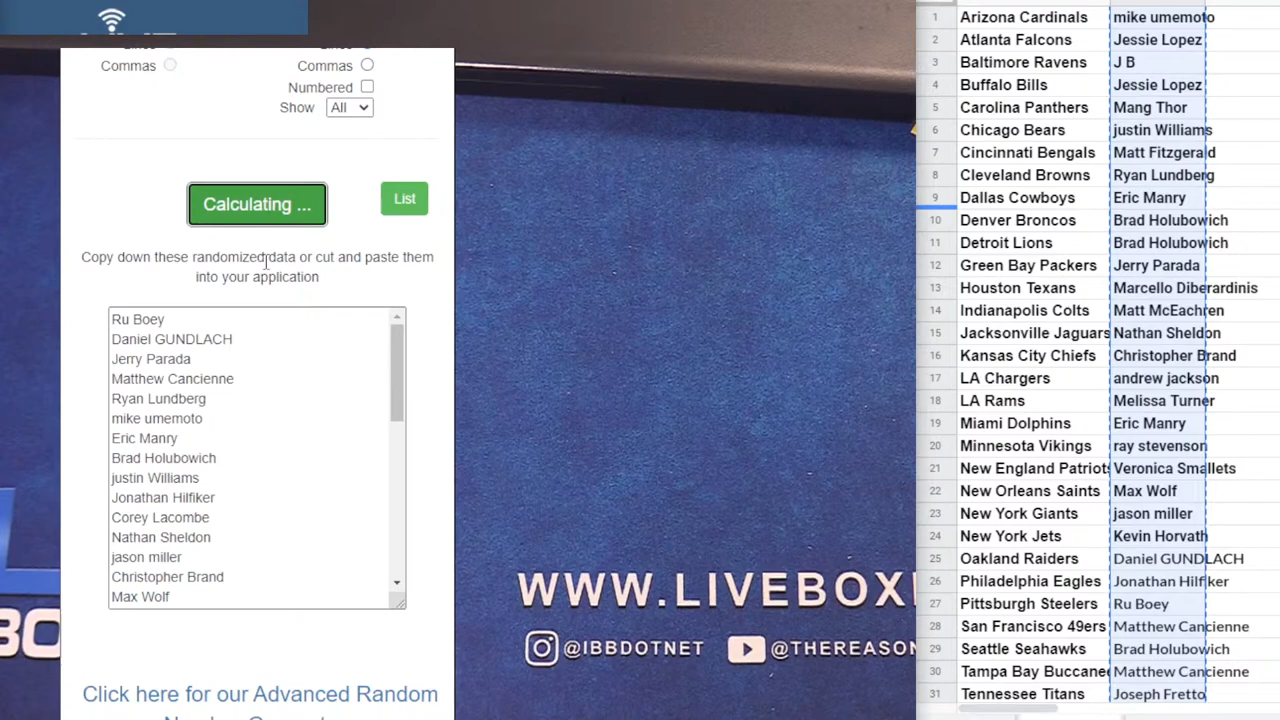 Commas
Commas
Numbered
Show All
Calculating ...
List
Copy down these randomized data or cut and paste them
into your application
Ru Boey
Daniel GUNDLACH
Jerry Parada
Matthew Cancienne
Ryan Lundberg
mike umemoto
Eric Manry
Brad Holubowich
justin Williams
Jonathan Hilfiker
Corey Lacombe
Nathan Sheldon
jason miller
Christopher Brand
Max Wolf
Click here for our Advanced Random
WWW.LIVEBOX
@IBBDOTNET @THEREASON
1 Arizona Cardinals mike umemoto
2 Atlanta Falcons Jessie Lopez
3 Baltimore Ravens J B
4 Buffalo Bills Jessie Lopez
5 Carolina Panthers Mang Thor
6 Chicago Bears justin Williams
7 Cincinnati Bengals Matt Fitzgerald
8 Cleveland Browns Ryan Lundberg
9 Dallas Cowboys Eric Manry
10 Denver Broncos Brad Holubowich
11 Detroit Lions Brad Holubowich
12 Green Bay Packers Jerry Parada
13 Houston Texans Marcello Diberardinis
14 Indianapolis Colts Matt McEachren
15 Jacksonville Jaguars Nathan Sheldon
16 Kansas City Chiefs Christopher Brand
17 LA Chargers andrew jackson
18 LA Rams Melissa Turner
19 Miami Dolphins Eric Manry
20 Minnesota Vikings ray stevenson
21 New England Patriots Veronica Smallets
22 New Orleans Saints Max Wolf
23 New York Giants jason miller
24 New York Jets Kevin Horvath
25 Oakland Raiders Daniel GUNDLACH
26 Philadelphia Eagles Jonathan Hilfiker
27 Pittsburgh Steelers Ru Boey
28 San Francisco 49ers Matthew Cancienne
29 Seattle Seahawks Brad Holubowich
30 Tampa Bay Buccanee Matthew Cancienne
31 Tennessee Titans Joseph Fretto